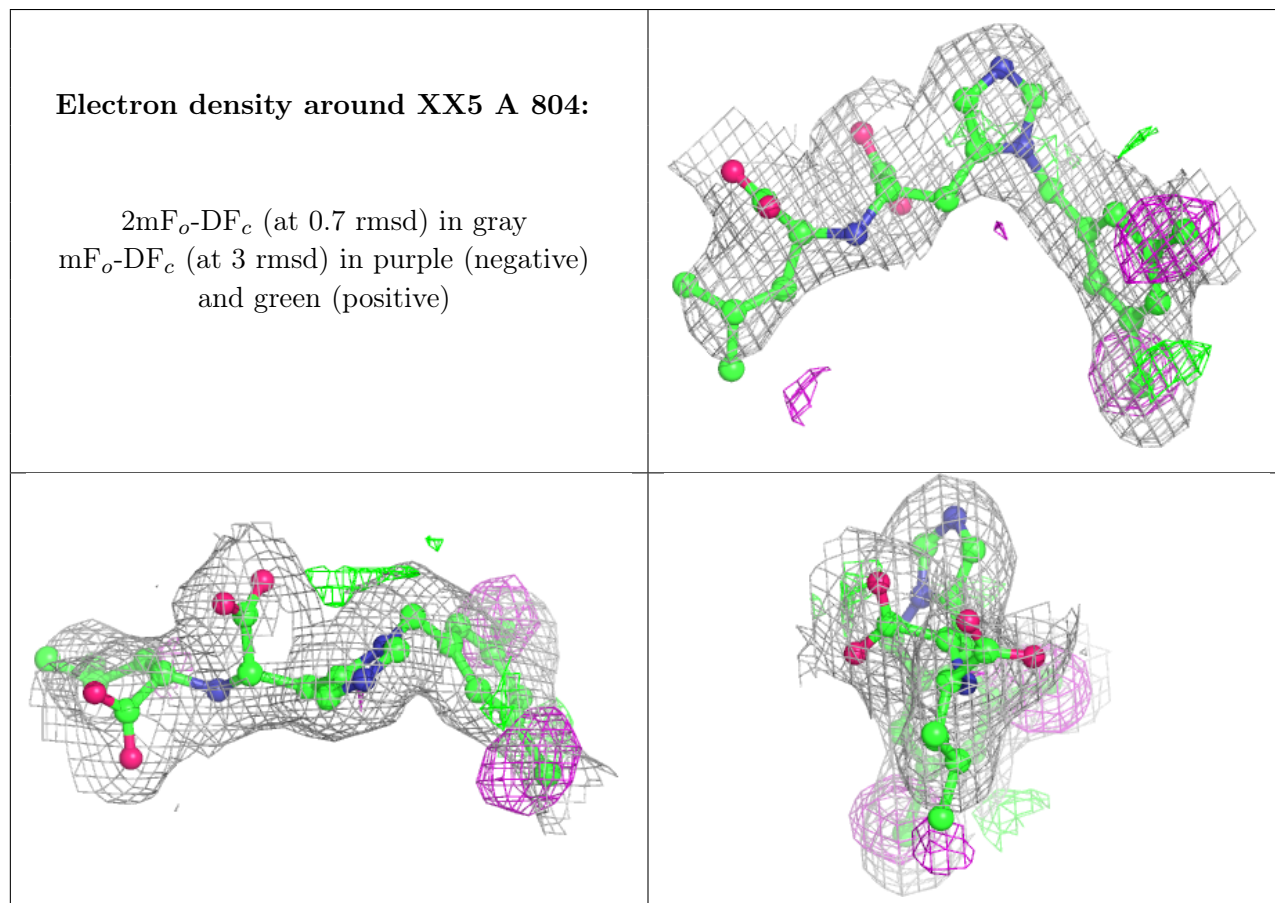 Electron density around XX5 A 804:
2mFo-DFc (at 0.7 rmsd) in gray
mFo-DFc (at 3 rmsd) in purple (negative)
and green (positive)